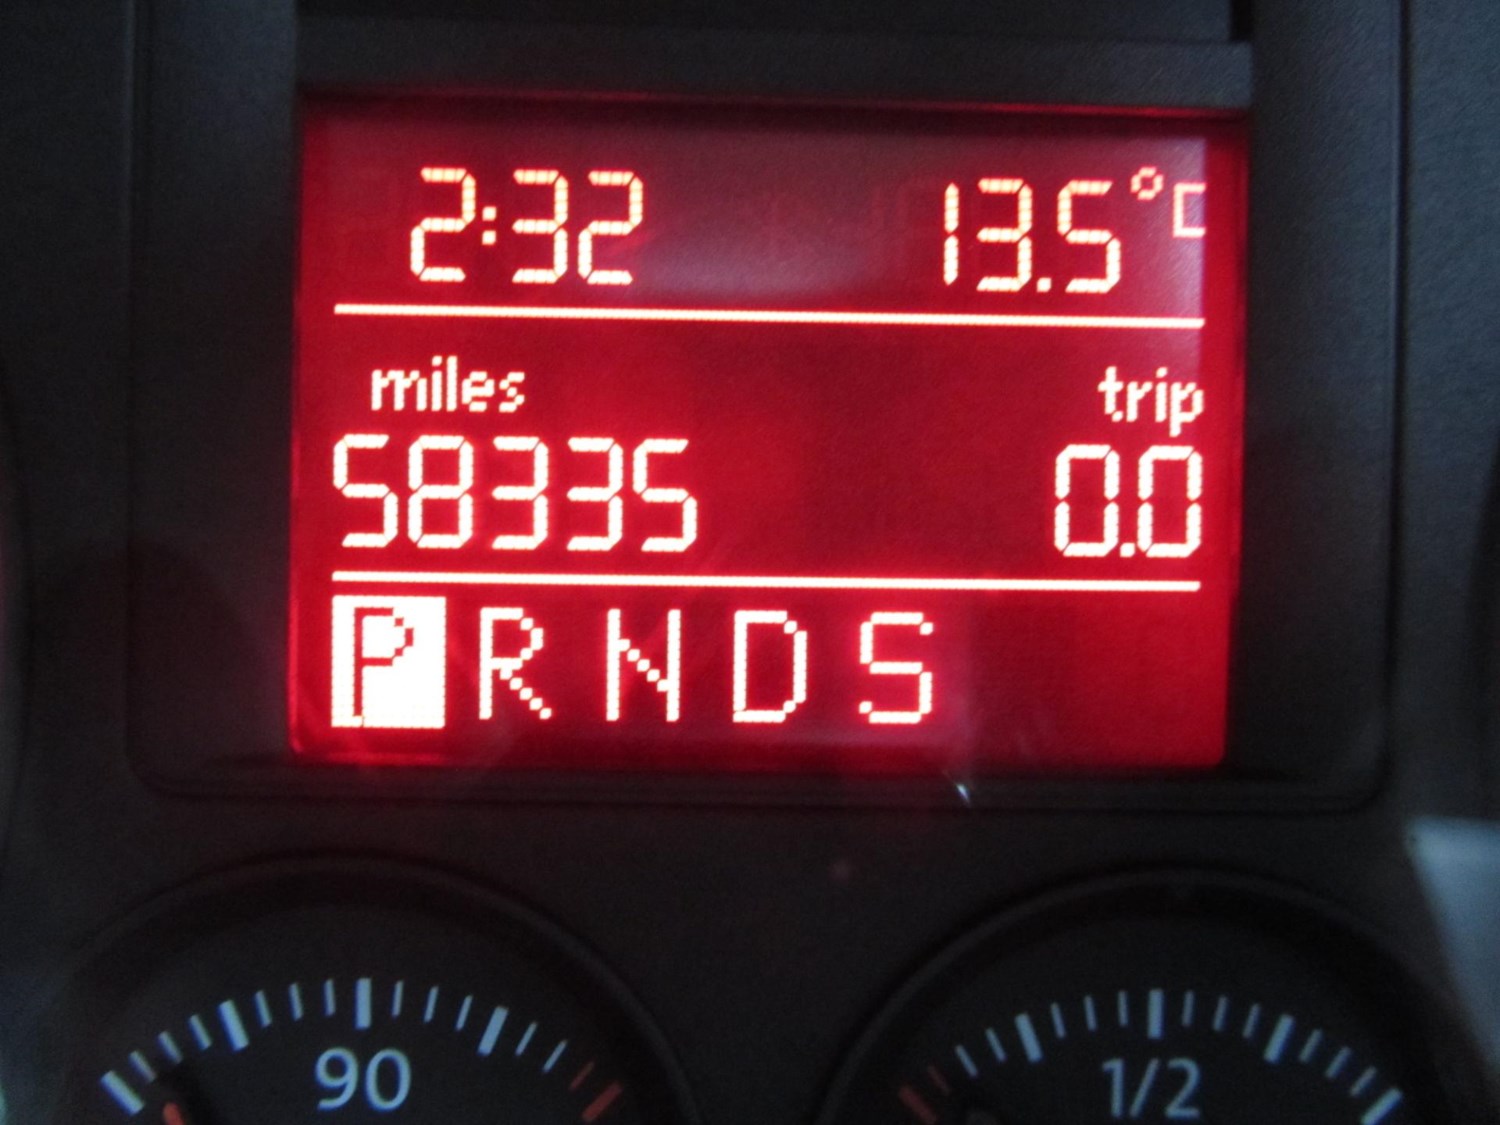 2:32 13.5°C
miles trip
58335 0.0
P R N D S
90 1/2